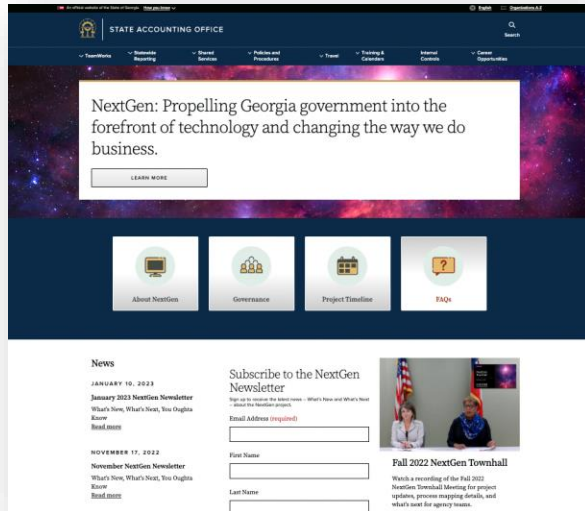 An official website of the State of Georgia. How you know
English
Organizations A-Z
STATE ACCOUNTING OFFICE
Search
TeamWorks
Statewide
Reporting
Shared
Services
Policies and
Procedures
Travel
Training &
Calendars
Internal
Controls
Career
Opportunities
NextGen: Propelling Georgia government into the
forefront of technology and changing the way we do
business.
LEARN MORE
About NextGen
Governance
Project Timeline
FAQs
News
JANUARY 10, 2023
January 2023 NextGen Newsletter
What's New, What's Next, You Oughta
Know
Read more
NOVEMBER 17, 2022
November NextGen Newsletter
What's New, What's Next, You Oughta
Know
Read more
Subscribe to the NextGen
Newsletter
Sign up to receive the latest news – What's New and What's Next
– about the NextGen project.
Email Address (required)
First Name
Last Name
Fall 2022 NextGen Townhall
Watch a recording of the Fall 2022
NextGen Townhall Meeting for project
updates, process mapping details, and
what's next for agency teams.